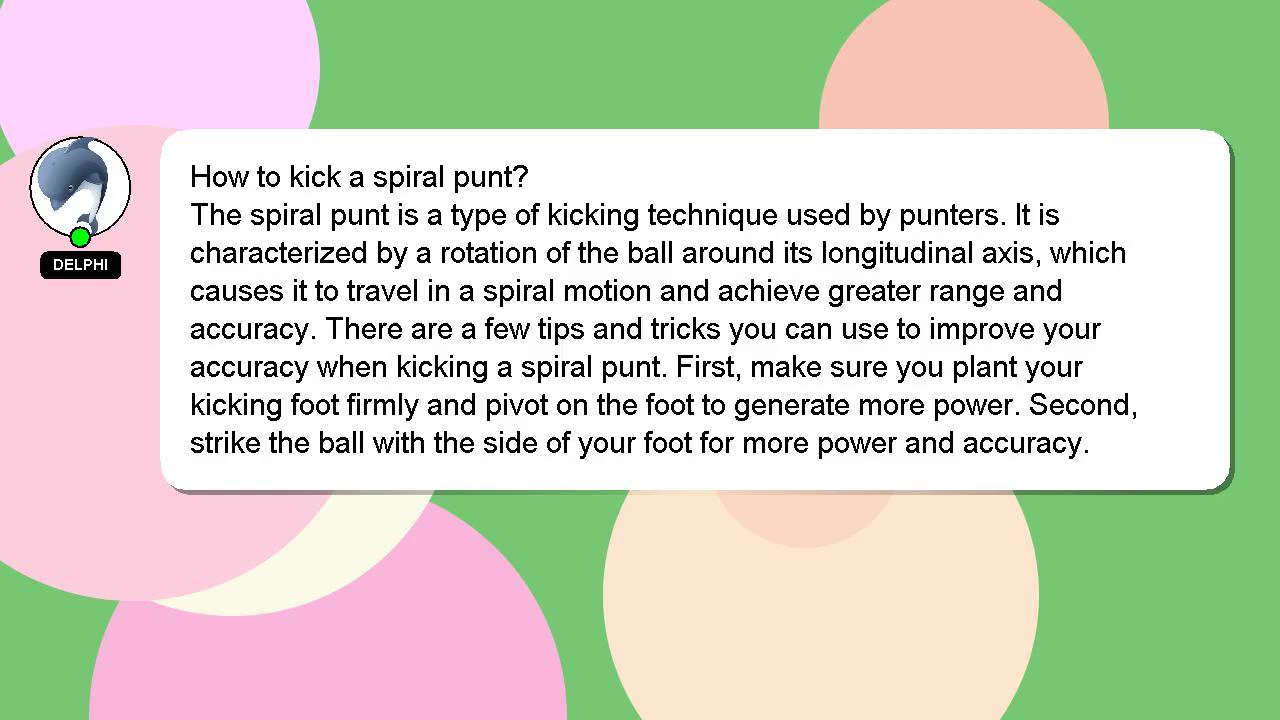 DELPHI
How to kick a spiral punt?
The spiral punt is a type of kicking technique used by punters. It is
characterized by a rotation of the ball around its longitudinal axis, which
causes it to travel in a spiral motion and achieve greater range and
accuracy. There are a few tips and tricks you can use to improve your
accuracy when kicking a spiral punt. First, make sure you plant your
kicking foot firmly and pivot on the foot to generate more power. Second,
strike the ball with the side of your foot for more power and accuracy.